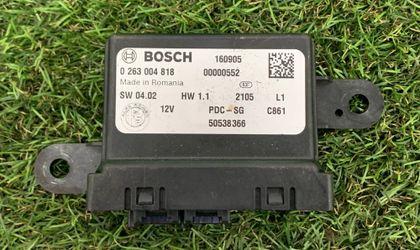 BOSCH 160905
0 263 004 818 00000552
Made in Romania
SW 04.02 HW 1.1 2105 L1
12V PDC-SG C861
50538366